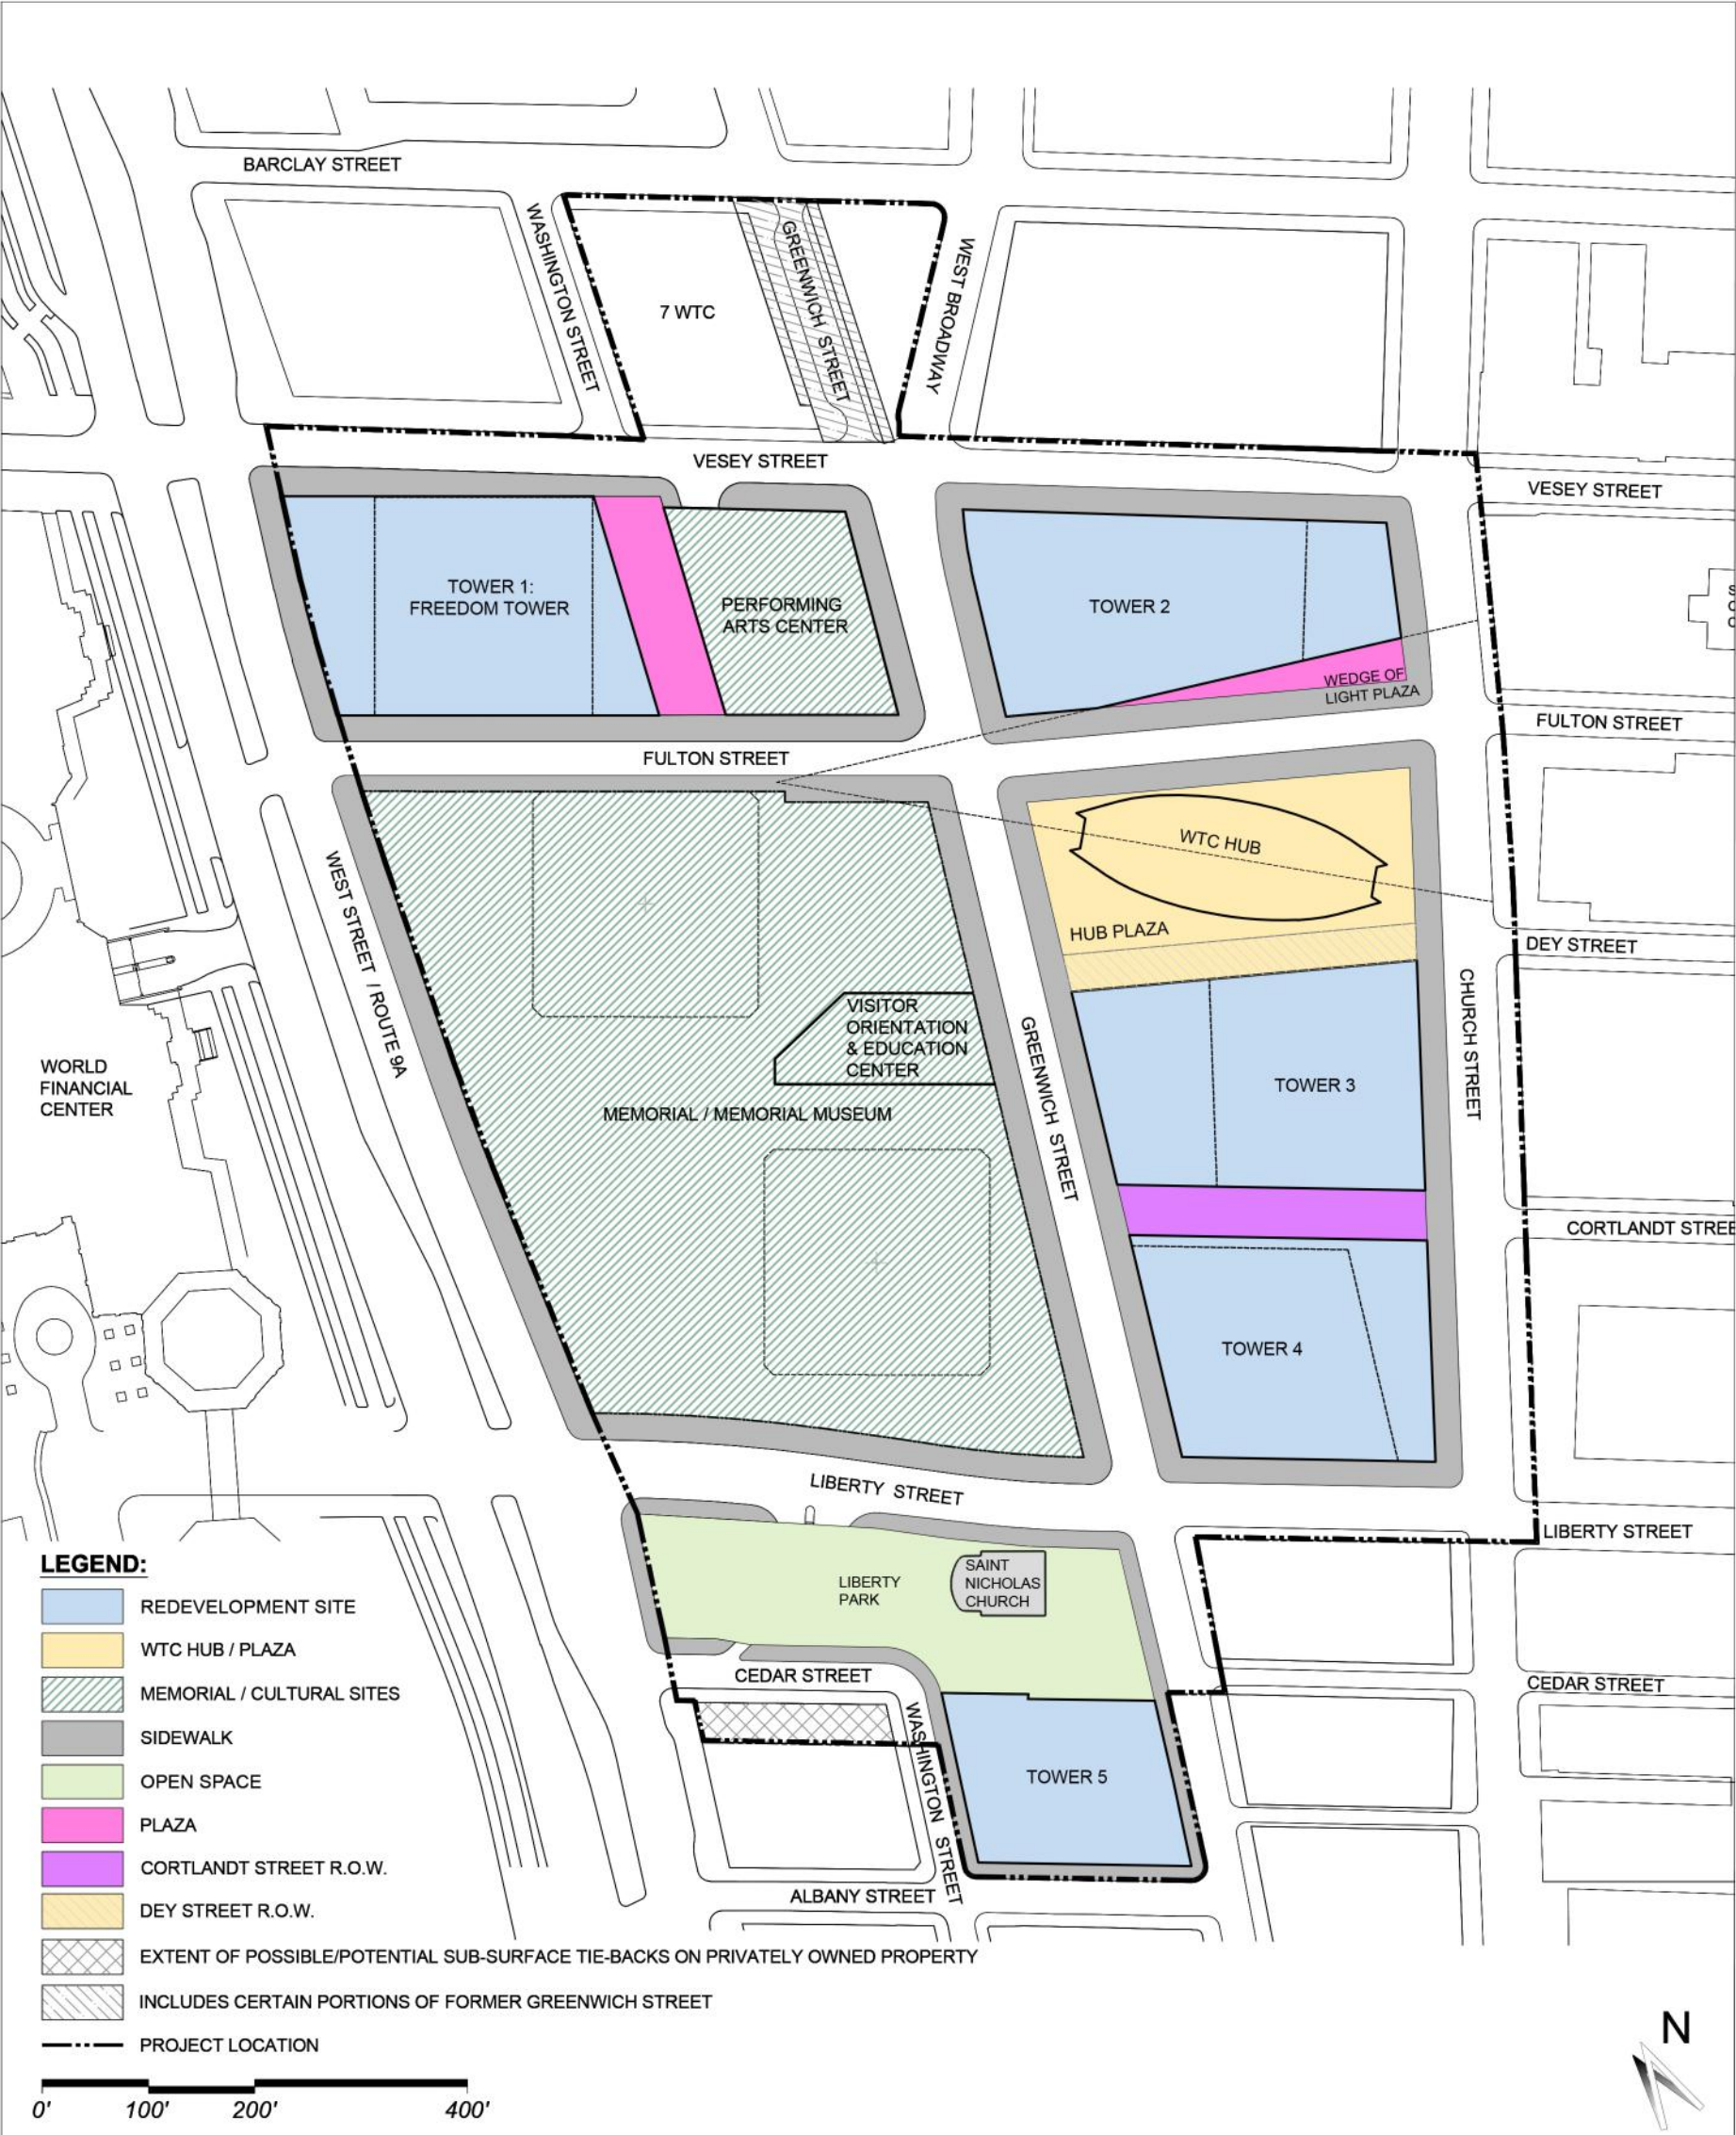 BARCLAY STREET
WASHINGTON STREET
GREENWICH STREET
WEST BROADWAY
7 WTC
VESEY STREET
VESEY STREET
TOWER 1:
FREEDOM TOWER
PERFORMING
ARTS CENTER
TOWER 2
WEDGE OF
LIGHT PLAZA
FULTON STREET
FULTON STREET
WTC HUB
HUB PLAZA
DEY STREET
WEST STREET / ROUTE 9A
VISITOR
ORIENTATION
& EDUCATION
CENTER
GREENWICH STREET
CHURCH STREET
WORLD
FINANCIAL
CENTER
TOWER 3
MEMORIAL / MEMORIAL MUSEUM
CORTLANDT STREE
TOWER 4
LIBERTY STREET
LIBERTY STREET
LIBERTY
PARK
SAINT
NICHOLAS
CHURCH
CEDAR STREET
CEDAR STREET
WASHINGTON STREET
TOWER 5
ALBANY STREET
LEGEND:
REDEVELOPMENT SITE
WTC HUB / PLAZA
MEMORIAL / CULTURAL SITES
SIDEWALK
OPEN SPACE
PLAZA
CORTLANDT STREET R.O.W.
DEY STREET R.O.W.
EXTENT OF POSSIBLE/POTENTIAL SUB-SURFACE TIE-BACKS ON PRIVATELY OWNED PROPERTY
INCLUDES CERTAIN PORTIONS OF FORMER GREENWICH STREET
PROJECT LOCATION
0' 100' 200' 400'
N